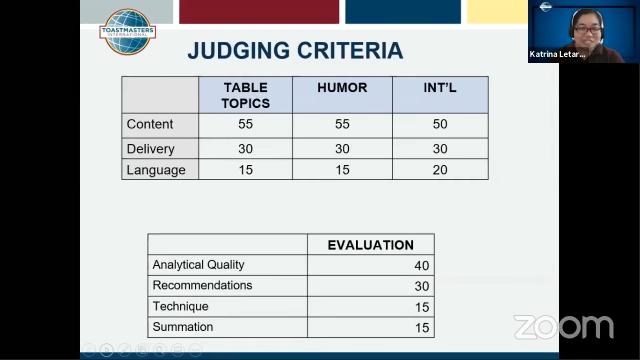 TOASTMASTERS
INTERNATIONAL
Katrina Letar...
JUDGING CRITERIA
TABLE TOPICS HUMOR INT'L
Content 55 55 50
Delivery 30 30 30
Language 15 15 20
EVALUATION
Analytical Quality 40
Recommendations 30
Technique 15
Summation 15
zoom